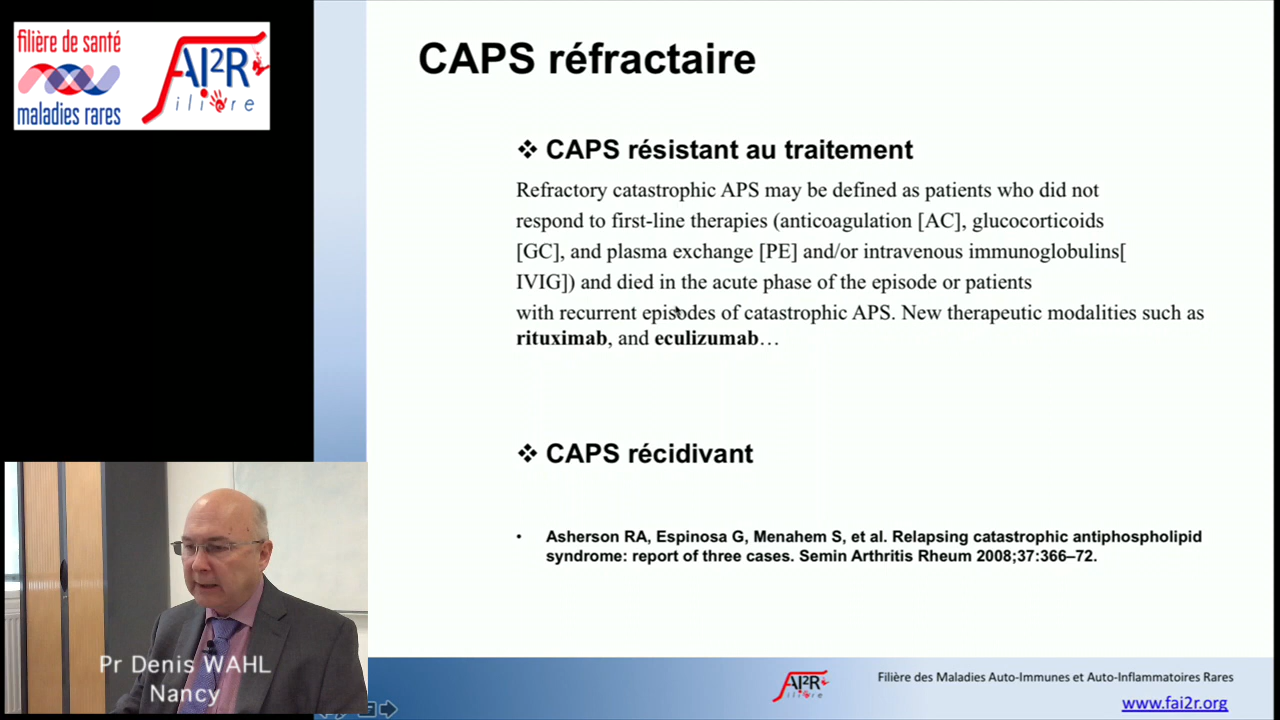 filière de santé
maladies rares
FAI2R
filière
CAPS réfractaire
❖ CAPS résistant au traitement
Refractory catastrophic APS may be defined as patients who did not
respond to first-line therapies (anticoagulation [AC], glucocorticoids
[GC], and plasma exchange [PE] and/or intravenous immunoglobulins[
IVIG]) and died in the acute phase of the episode or patients
with recurrent episodes of catastrophic APS. New therapeutic modalities such as
rituximab, and eculizumab…
❖ CAPS récidivant
• Asherson RA, Espinosa G, Menahem S, et al. Relapsing catastrophic antiphospholipid
syndrome: report of three cases. Semin Arthritis Rheum 2008;37:366–72.
Pr Denis WAHL
Nancy
FAI2R
filière
Filière des Maladies Auto-Immunes et Auto-Inflammatoires Rares
www.fai2r.org